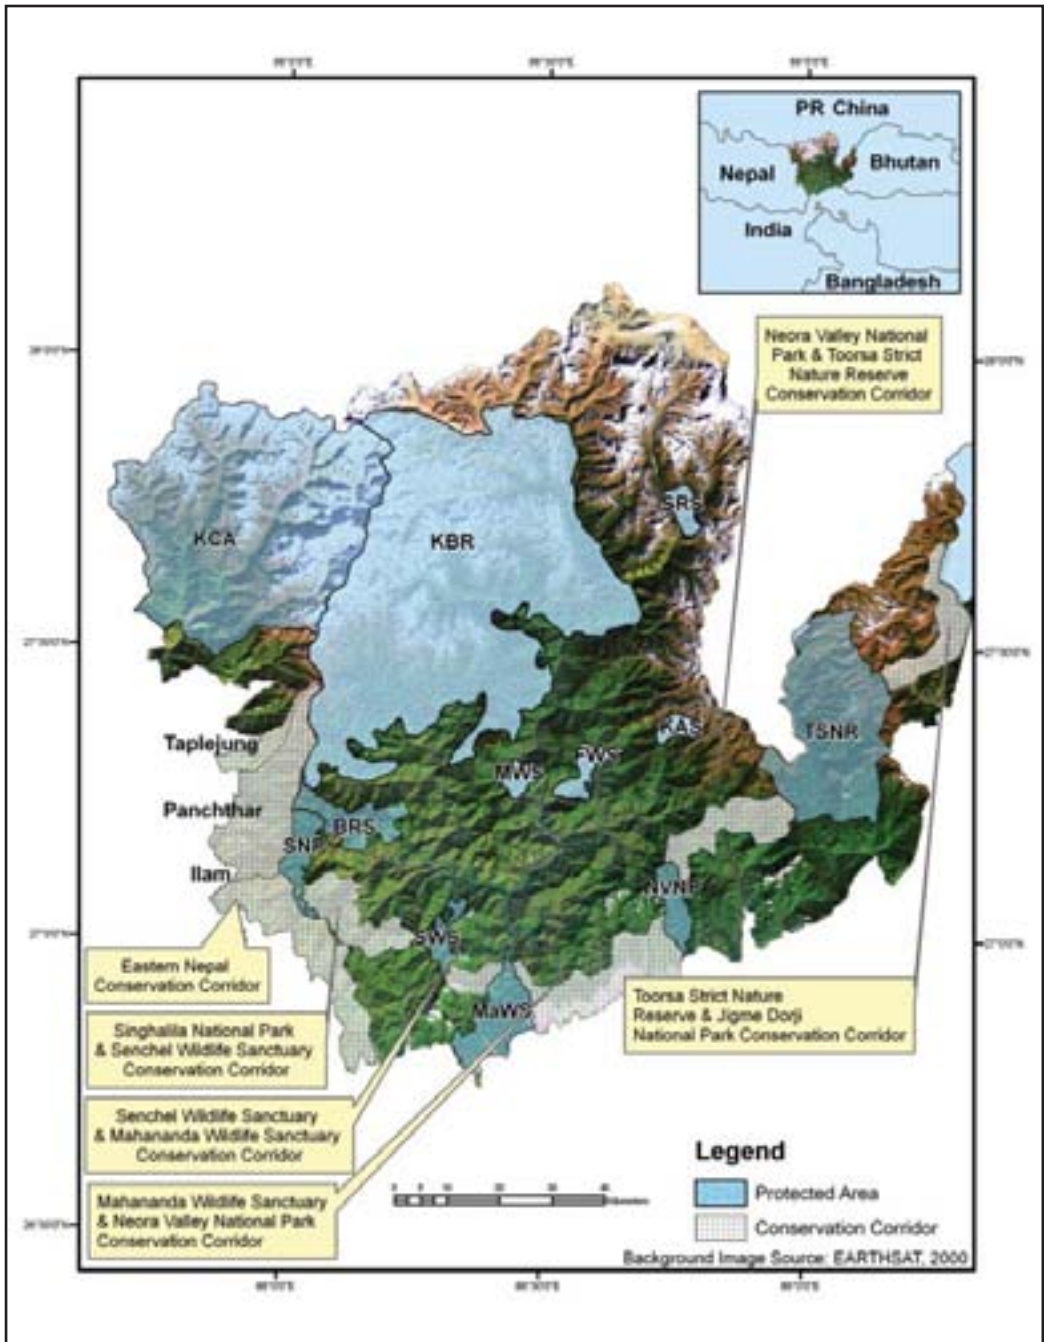 PR China
Nepal
Bhutan
India
Bangladesh
Neora Valley National
Park & Toorsa Strict
Nature Reserve
Conservation Corridor
SRS
KCA
KBR
KAS
TSNR
Taplejung
MWS
FWS
Panchthar
BRS
SNP
Ilam
NVNP
SWS
Eastern Nepal
Conservation Corridor
MaWS
Toorsa Strict Nature
Reserve & Jigme Dorji
National Park Conservation Corridor
Singhalila National Park
& Senchel Wildlife Sanctuary
Conservation Corridor
Senchel Wildlife Sanctuary
& Mahananda Wildlife Sanctuary
Conservation Corridor
Mahananda Wildlife Sanctuary
& Neora Valley National Park
Conservation Corridor
Legend
Protected Area
Conservation Corridor
Kilometers
Background Image Source: EARTHSAT, 2000